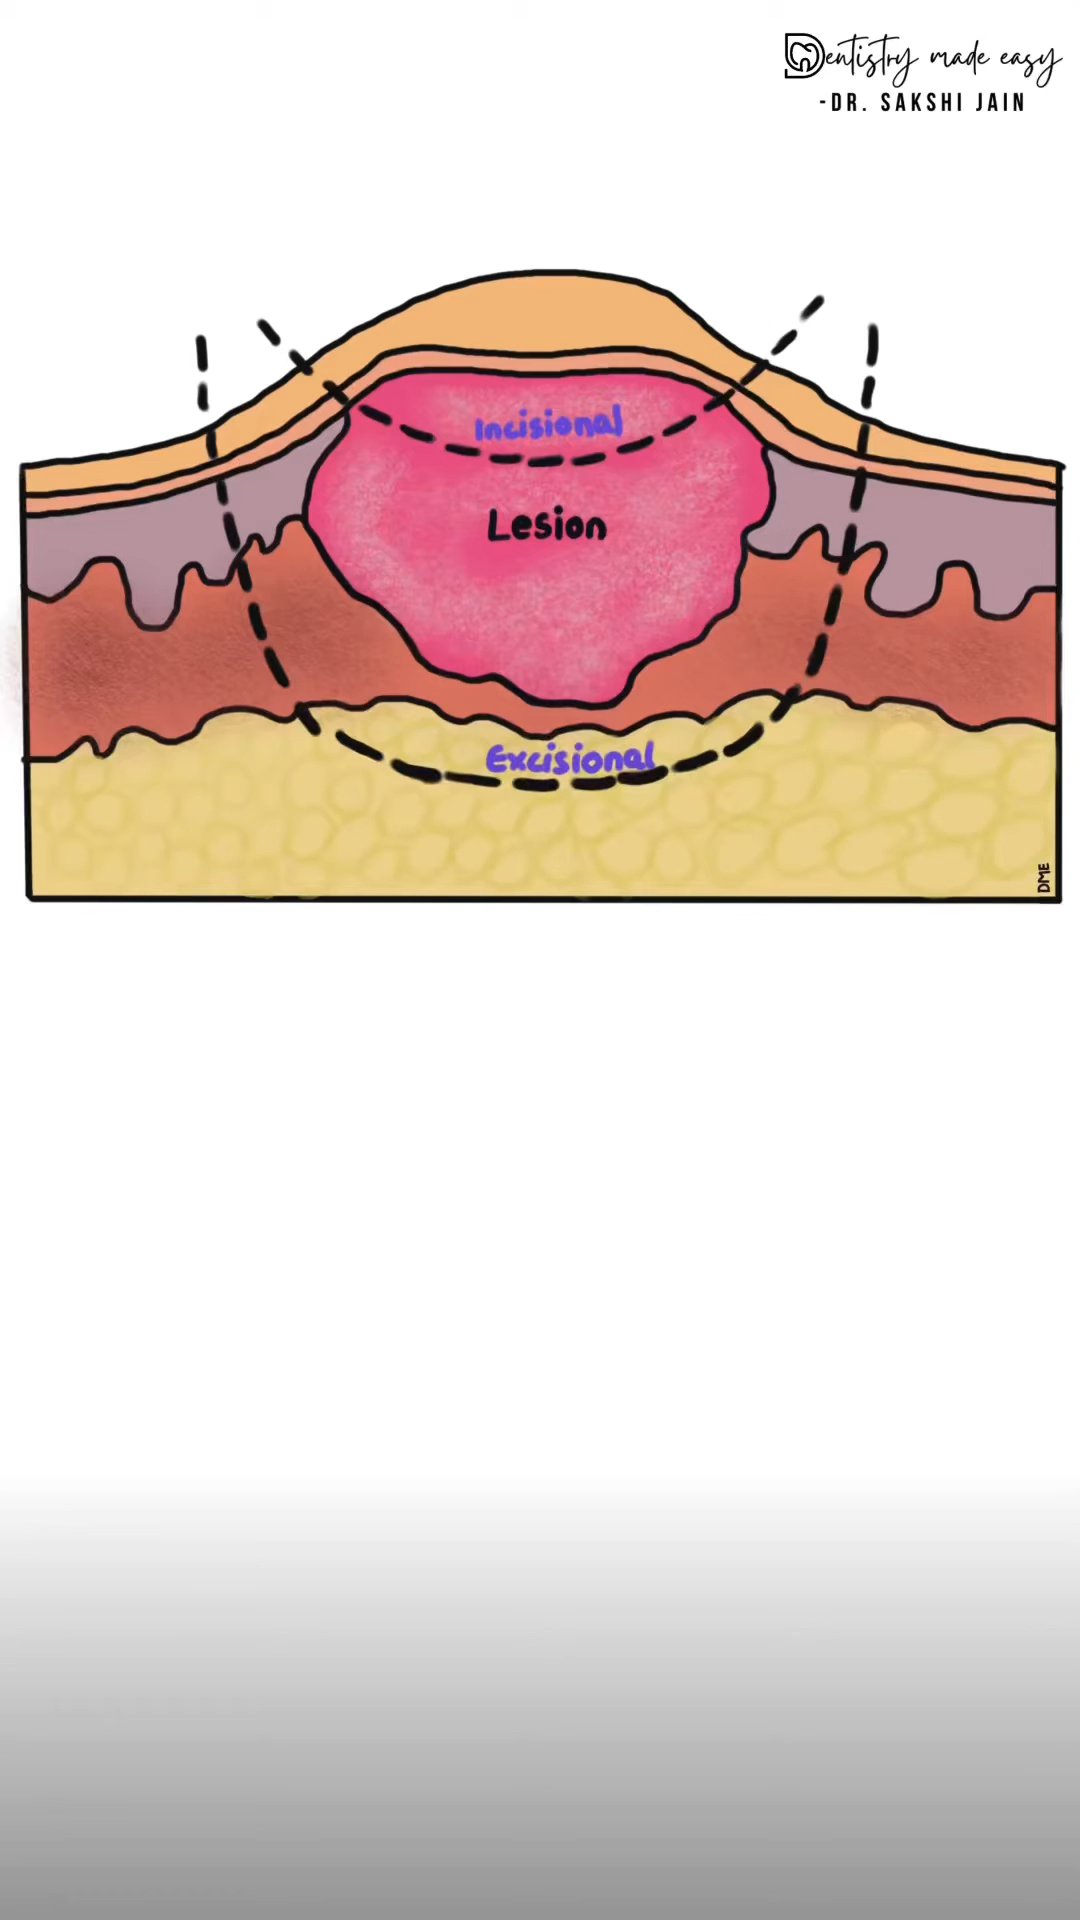 Dentistry made easy
-DR. SAKSHI JAIN
Incisional
Lesion
Excisional
DME